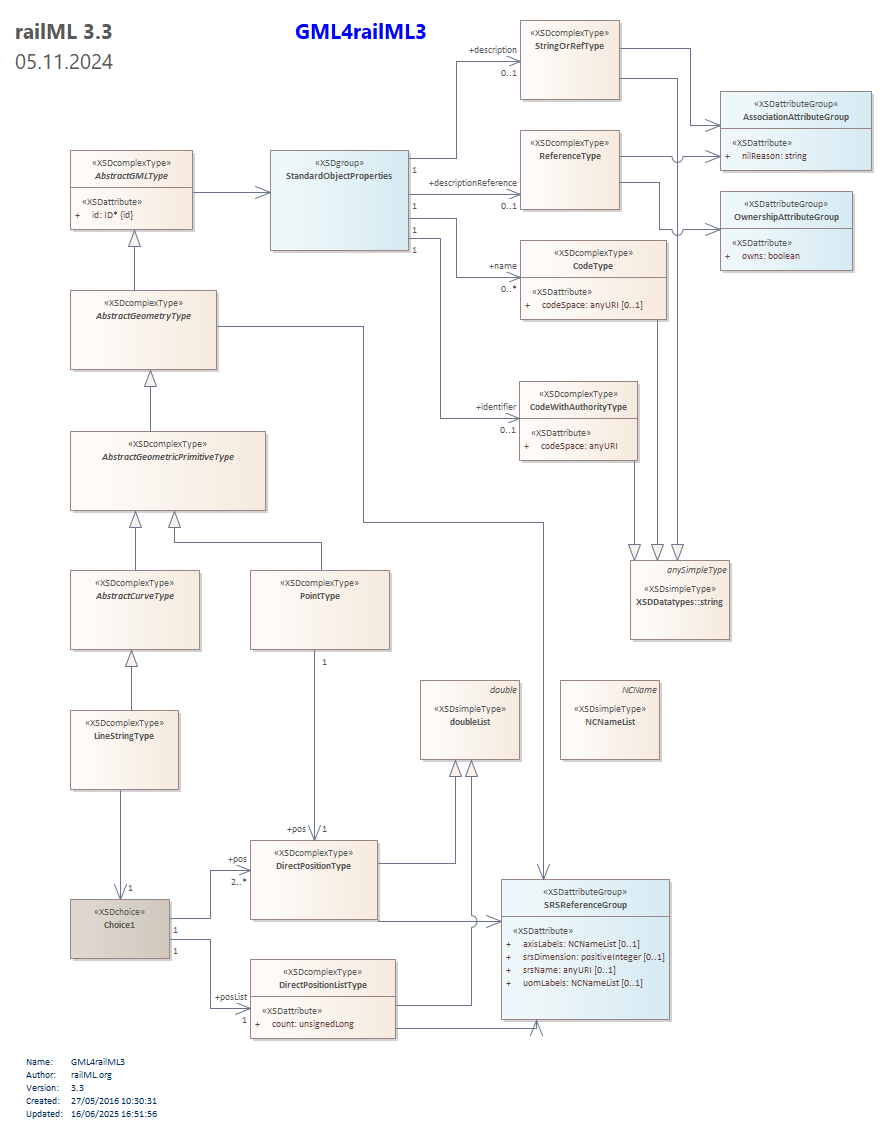 railML 3.3
05.11.2024
GML4railML3
«XSDcomplexType»
StringOrRefType
+description
0..1
«XSDattributeGroup»
AssociationAttributeGroup
«XSDattribute»
+ nilReason: string
«XSDcomplexType»
AbstractGMLType
«XSDattribute»
+ id: ID* {id}
«XSDgroup»
StandardObjectProperties
1
1
1
1
«XSDcomplexType»
ReferenceType
+descriptionReference
0..1
«XSDattributeGroup»
OwnershipAttributeGroup
«XSDattribute»
+ owns: boolean
«XSDcomplexType»
CodeType
«XSDattribute»
+ codeSpace: anyURI [0..1]
+name
0..*
«XSDcomplexType»
AbstractGeometryType
«XSDcomplexType»
CodeWithAuthorityType
«XSDattribute»
+ codeSpace: anyURI
+identifier
0..1
«XSDcomplexType»
AbstractGeometricPrimitiveType
«XSDcomplexType»
AbstractCurveType
«XSDcomplexType»
PointType
1
anySimpleType
«XSDsimpleType»
XSDDatatypes::string
«XSDcomplexType»
LineStringType
double
«XSDsimpleType»
doubleList
NCName
«XSDsimpleType»
NCNameList
+pos
1
«XSDcomplexType»
DirectPositionType
+pos
2..*
1
«XSDchoice»
Choice1
1
1
«XSDattributeGroup»
SRSReferenceGroup
«XSDattribute»
+ axisLabels: NCNameList [0..1]
+ srsDimension: positiveInteger [0..1]
+ srsName: anyURI [0..1]
+ uomLabels: NCNameList [0..1]
«XSDcomplexType»
DirectPositionListType
«XSDattribute»
+ count: unsignedLong
+posList
1
Name: GML4railML3
Author: railML.org
Version: 3.3
Created: 27/05/2016 10:30:31
Updated: 16/06/2025 16:51:56